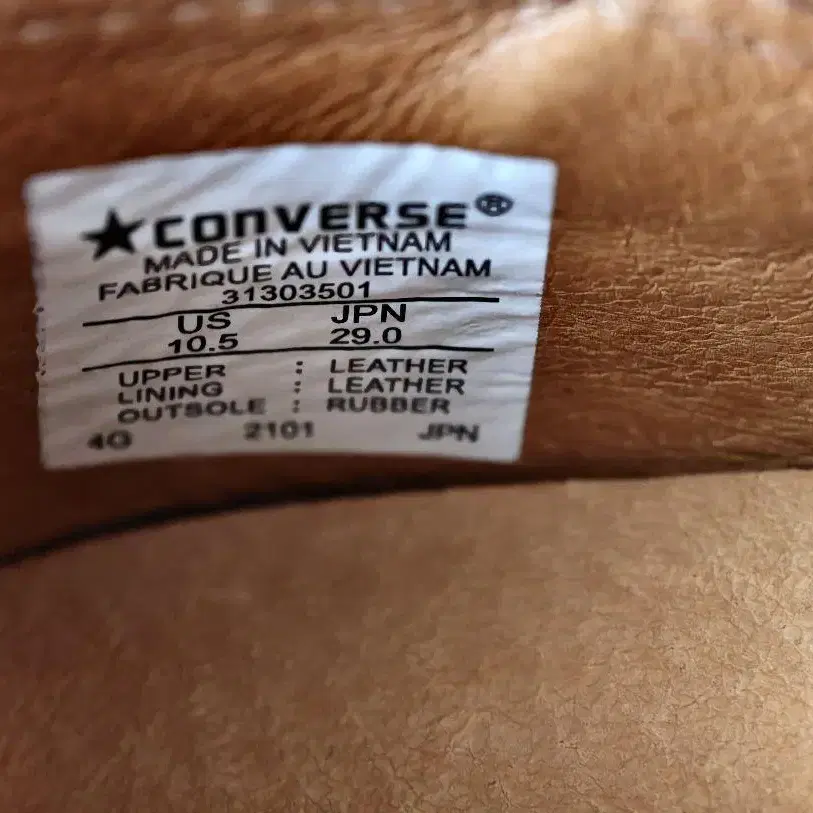 ★CONVERSE®
MADE IN VIETNAM
FABRIQUE AU VIETNAM
31303501
US JPN
10.5 29.0
UPPER : LEATHER
LINING : LEATHER
OUTSOLE : RUBBER
4G 2101 JPN